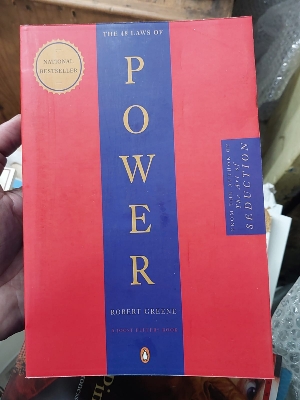 THE 48 LAWS OF
POWER
NATIONAL
BESTSELLER
SEDUCTION
ROBERT GREENE